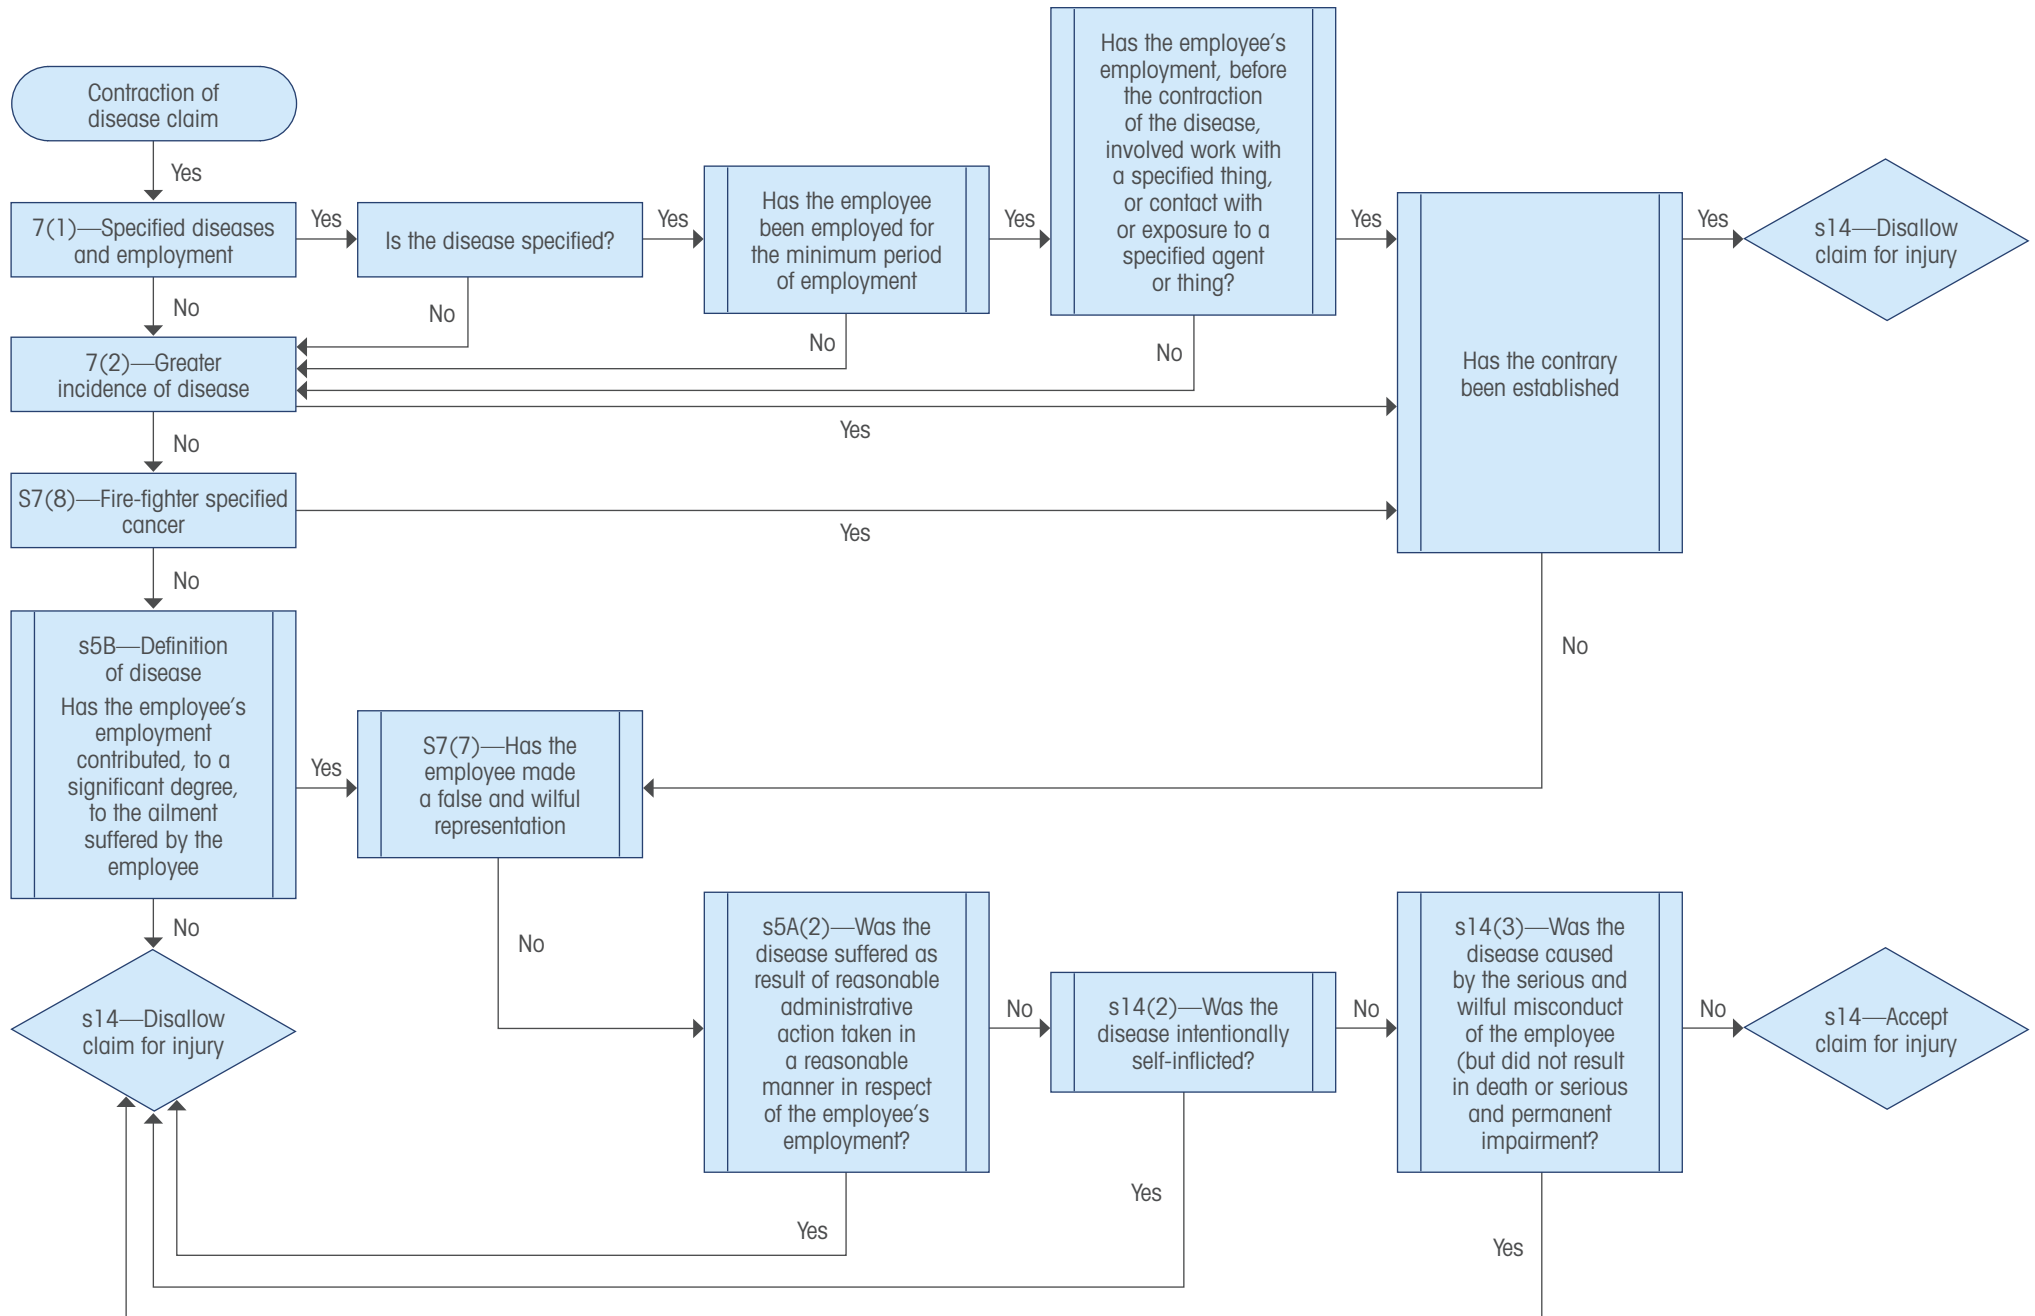 Contraction of
disease claim
Yes
7(1)—Specified diseases
and employment
Yes
Is the disease specified?
Yes
Has the employee
been employed for
the minimum period
of employment
Yes
Has the employee's
employment, before
the contraction
of the disease,
involved work with
a specified thing,
or contact with
or exposure to a
specified agent
or thing?
Yes
Has the contrary
been established
Yes
s14—Disallow
claim for injury
No
No
No
No
7(2)—Greater
incidence of disease
Yes
No
S7(8)—Fire-fighter specified
cancer
Yes
No
No
s5B—Definition
of disease
Has the employee's
employment
contributed, to a
significant degree,
to the ailment
suffered by the
employee
Yes
S7(7)—Has the
employee made
a false and wilful
representation
No
No
s14—Disallow
claim for injury
s5A(2)—Was the
disease suffered as
result of reasonable
administrative
action taken in
a reasonable
manner in respect
of the employee's
employment?
No
s14(2)—Was the
disease intentionally
self-inflicted?
No
s14(3)—Was the
disease caused
by the serious and
wilful misconduct
of the employee
(but did not result
in death or serious
and permanent
impairment?
No
s14—Accept
claim for injury
Yes
Yes
Yes